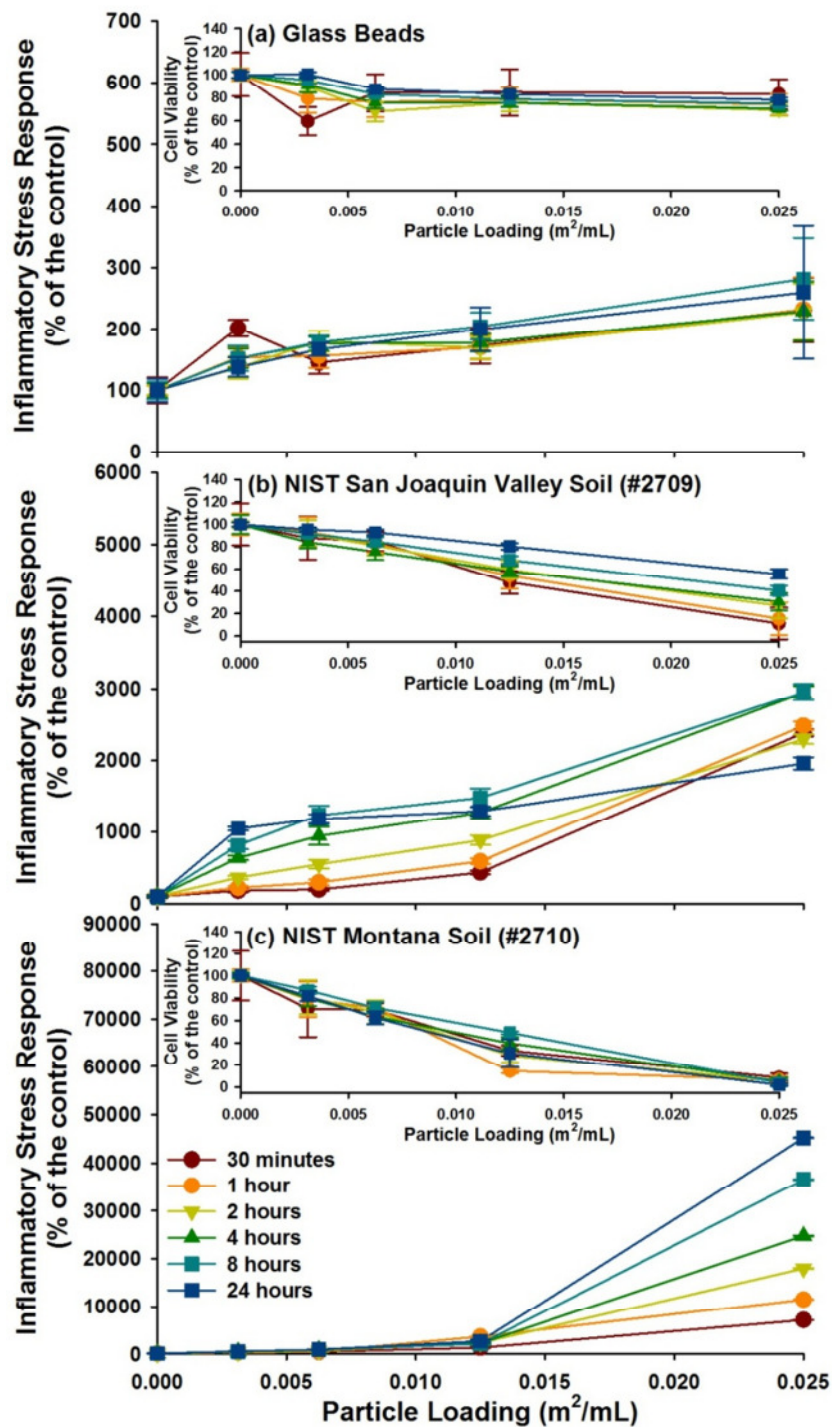 700
600
500
400
300
200
100
0
Inflammatory Stress Response
(% of the control)
(a) Glass Beads
140
120
100
80
60
40
20
0
Cell Viability
(% of the control)
0.000 0.005 0.010 0.015 0.020 0.025
Particle Loading (m²/mL)
6000
5000
4000
3000
2000
1000
0
Inflammatory Stress Response
(% of the control)
(b) NIST San Joaquin Valley Soil (#2709)
140
120
100
80
60
40
20
0
Cell Viability
(% of the control)
0.000 0.005 0.010 0.015 0.020 0.025
Particle Loading (m²/mL)
90000
80000
70000
60000
50000
40000
30000
20000
10000
0
Inflammatory Stress Response
(% of the control)
(c) NIST Montana Soil (#2710)
140
120
100
80
60
40
20
0
Cell Viability
(% of the control)
0.000 0.005 0.010 0.015 0.020 0.025
Particle Loading (m²/mL)
30 minutes
1 hour
2 hours
4 hours
8 hours
24 hours
0.000 0.005 0.010 0.015 0.020 0.025
Particle Loading (m²/mL)